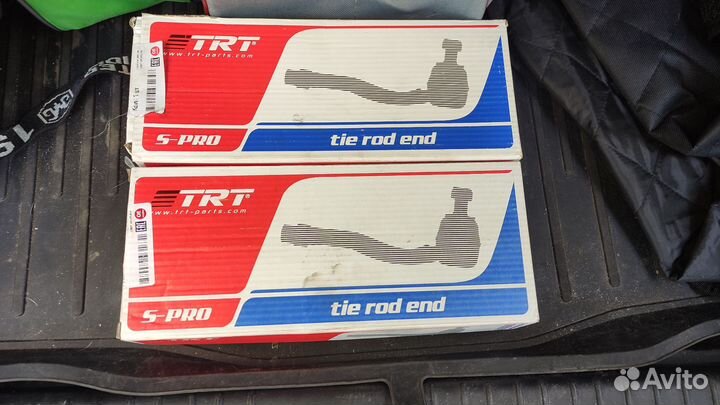 TRT
www.trt-parts.com
S-PRO
tie rod end
TRT
www.trt-parts.com
S-PRO
tie rod end
Avito